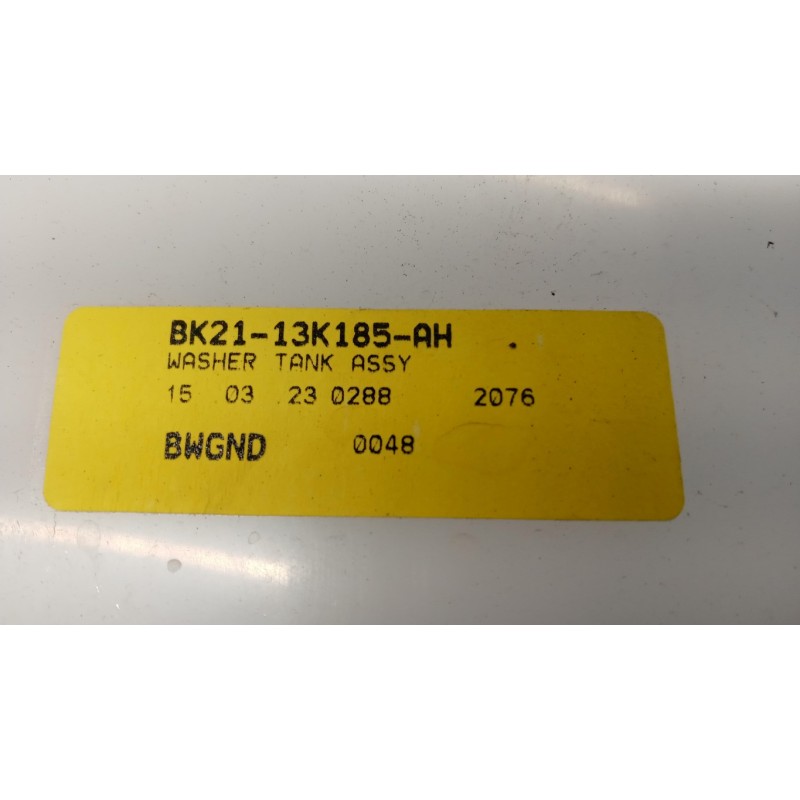 BK21-13K185-AH
WASHER TANK ASSY
15 03 23 0288 2076
BWGND 0048